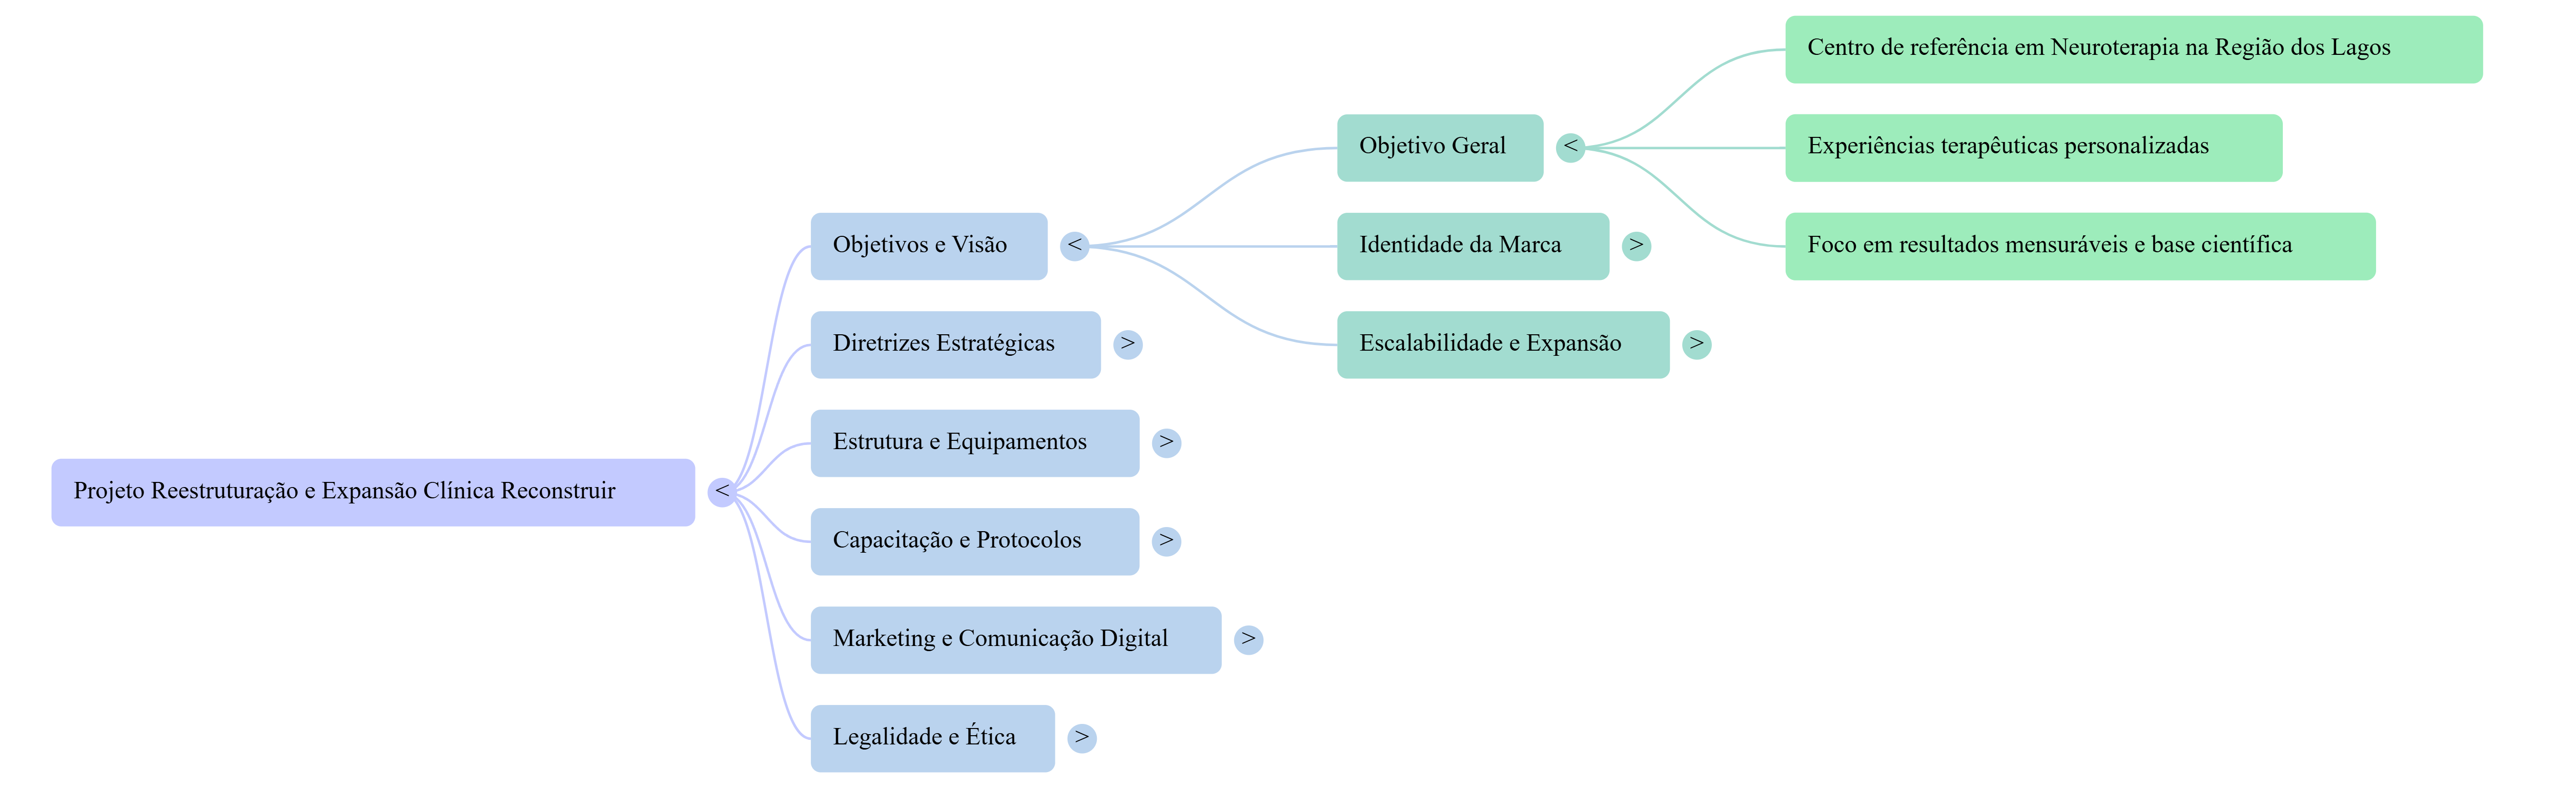 Projeto Reestruturação e Expansão Clínica Reconstruir
<
Objetivos e Visão
<
Objetivo Geral
<
Centro de referência em Neuroterapia na Região dos Lagos
Experiências terapêuticas personalizadas
Foco em resultados mensuráveis e base científica
Identidade da Marca
>
Escalabilidade e Expansão
>
Diretrizes Estratégicas
>
Estrutura e Equipamentos
>
Capacitação e Protocolos
>
Marketing e Comunicação Digital
>
Legalidade e Ética
>